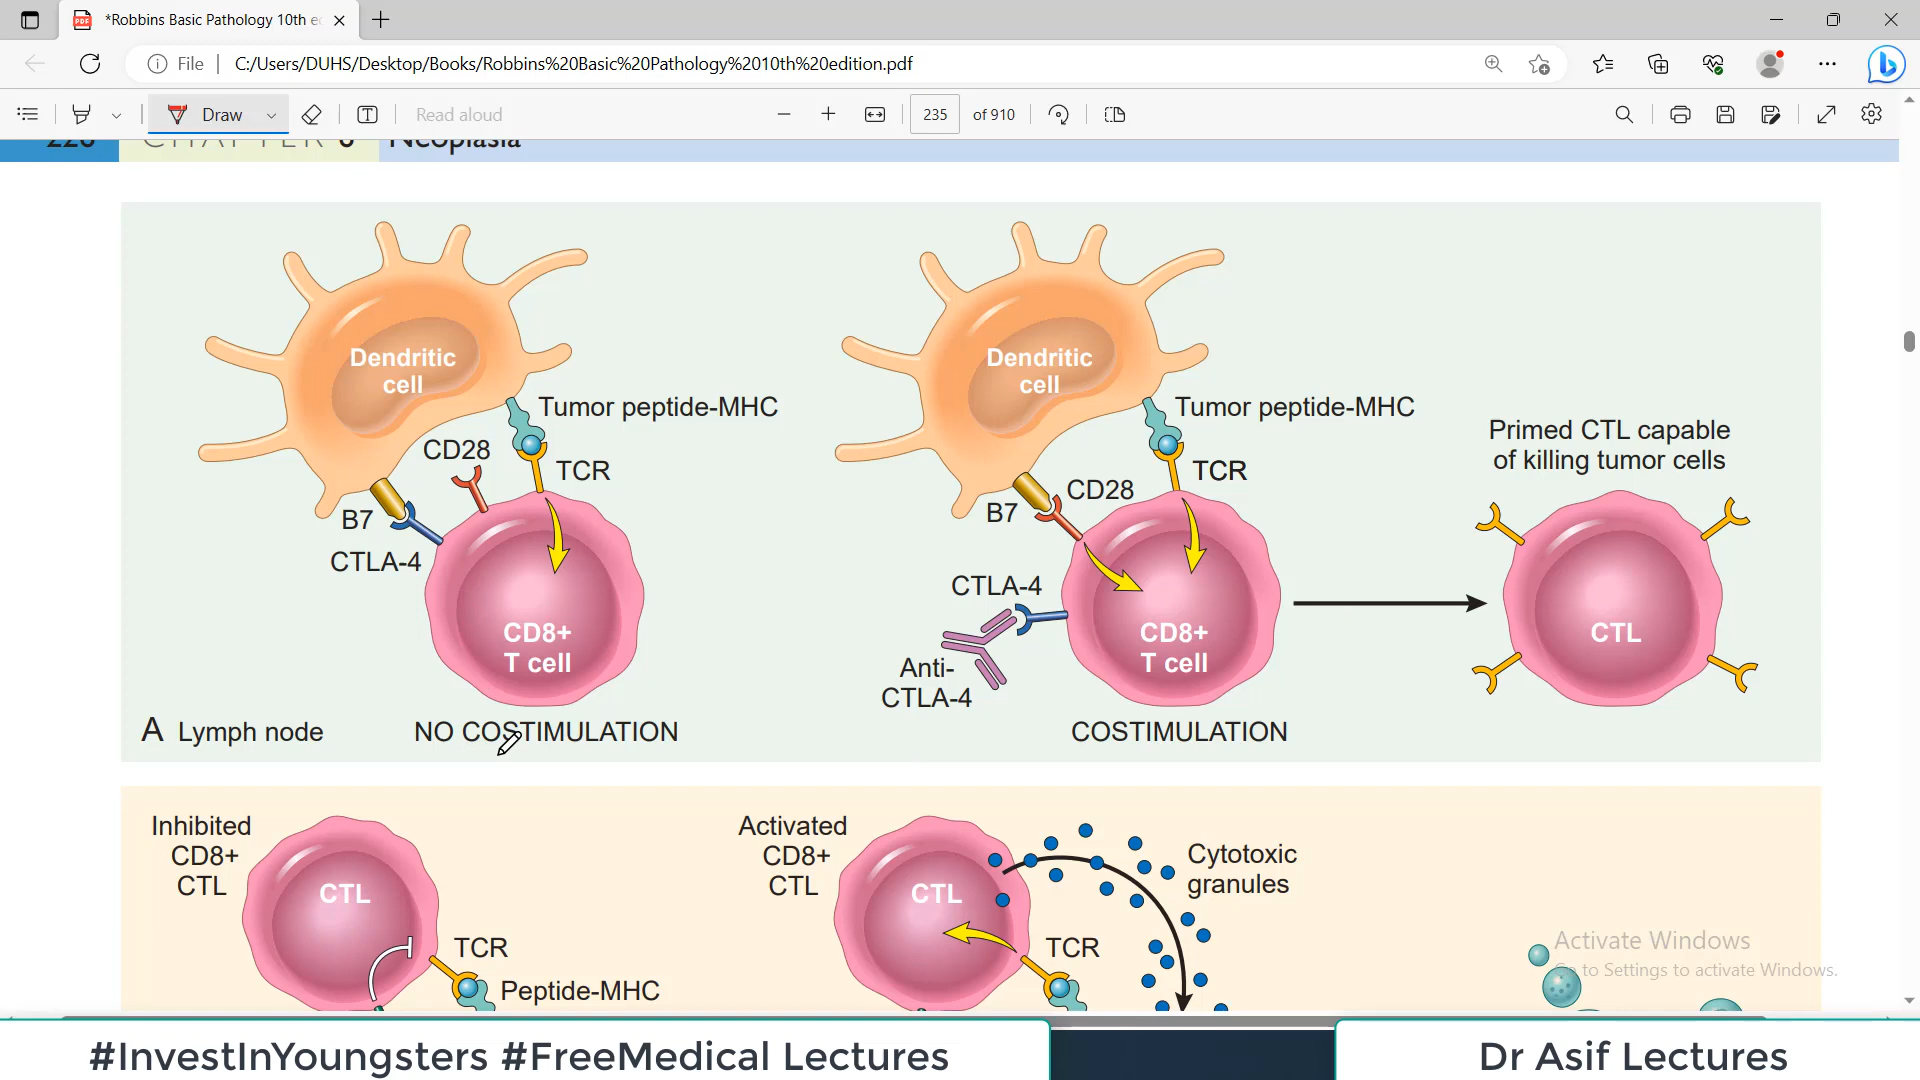 *Robbins Basic Pathology 10th e
File
C:/Users/DUHS/Desktop/Books/Robbins%20Basic%20Pathology%2010th%20edition.pdf
Draw
Read aloud
235
of 910
226
CHAPTER 6
Neoplasia
Dendritic
cell
Tumor peptide-MHC
CD28
TCR
B7
CTLA-4
CD8+
T cell
A Lymph node
NO COSTIMULATION
Dendritic
cell
Tumor peptide-MHC
CD28
TCR
B7
CTLA-4
Anti-
CTLA-4
CD8+
T cell
COSTIMULATION
Primed CTL capable
of killing tumor cells
CTL
Inhibited
CD8+
CTL
CTL
TCR
Peptide-MHC
Activated
CD8+
CTL
CTL
TCR
Cytotoxic
granules
Activate Windows
Go to Settings to activate Windows.
#InvestInYoungsters #FreeMedical Lectures
Dr Asif Lectures